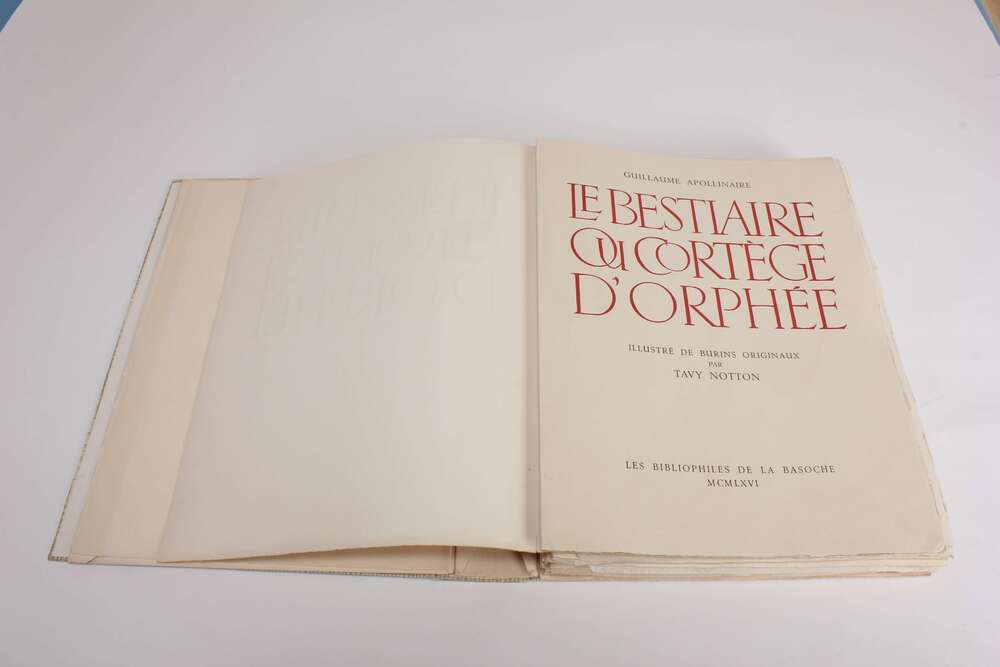 GUILLAUME APOLLINAIRE
LE BESTIAIRE
OU CORTÈGE
D'ORPHÉE
ILLUSTRÉ DE BURINS ORIGINAUX
PAR
TAVY NOTTON
LES BIBLIOPHILES DE LA BASOCHE
MCMLXVI